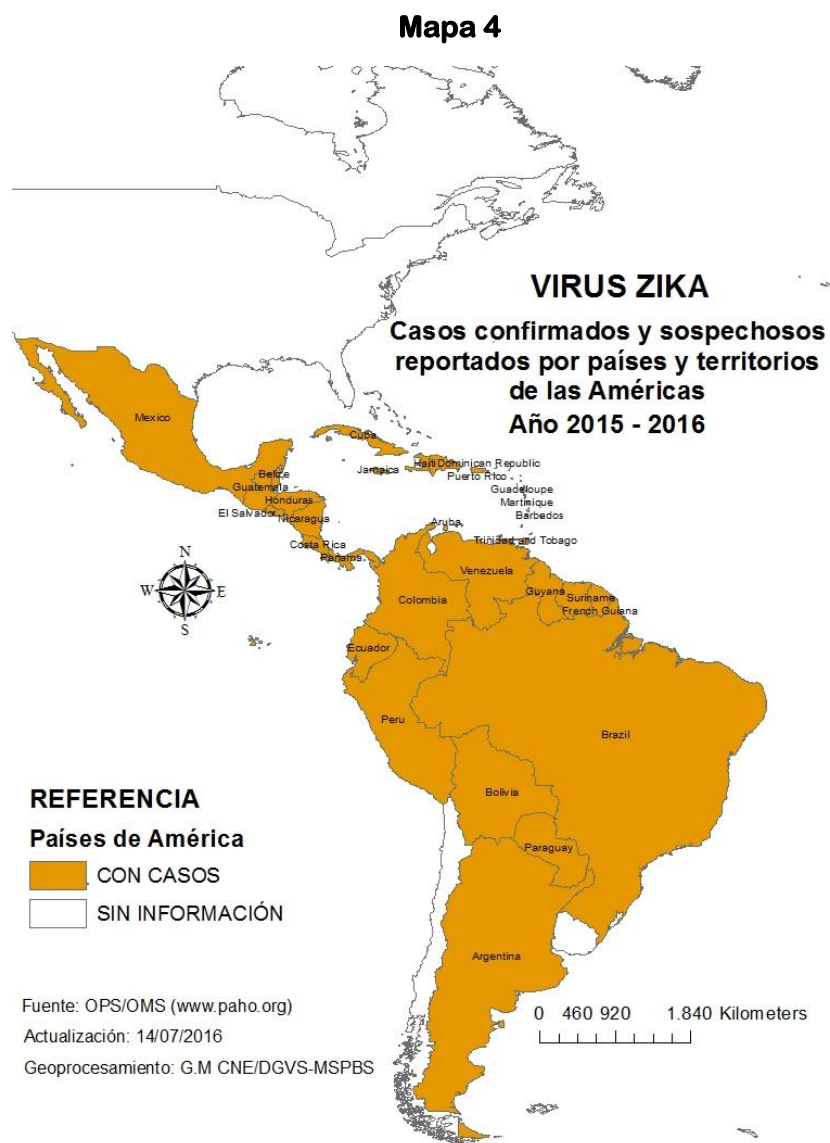 Mapa 4
VIRUS ZIKA
Casos confirmados y sospechosos
reportados por países y territorios
de las Américas
Año 2015 - 2016
Mexico
Cuba
Belize
Jamaica
Haiti
Dominican Republic
Guatemala
Puerto Rico
Honduras
Guadeloupe
Martinique
El Salvador
Nicaragua
Barbados
Aruba
Costa Rica
Trinidad and Tobago
Panama
Venezuela
N
W
E
S
Colombia
Guyana
Suriname
French Guiana
Ecuador
Peru
Brazil
Bolivia
Paraguay
Argentina
REFERENCIA
Países de América
CON CASOS
SIN INFORMACIÓN
Fuente: OPS/OMS (www.paho.org)
Actualización: 14/07/2016
Geoprocesamiento: G.M CNE/DGVS-MSPBS
0 460 920 1.840 Kilometers